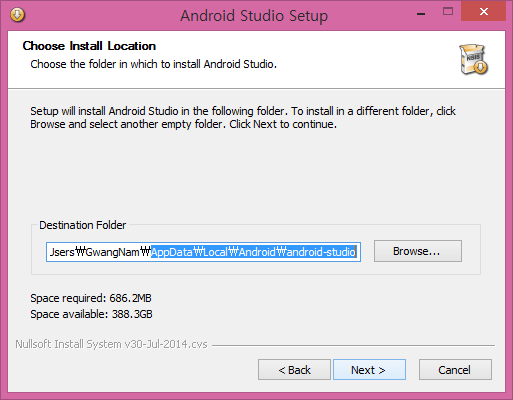 Android Studio Setup
Choose Install Location
Choose the folder in which to install Android Studio.
NSIS
Setup will install Android Studio in the following folder. To install in a different folder, click
Browse and select another empty folder. Click Next to continue.
Destination Folder
Jsers₩GwangNam₩AppData₩Local₩Android₩android-studio
Browse...
Space required: 686.2MB
Space available: 388.3GB
Nullsoft Install System v30-Jul-2014.cvs
< Back
Next >
Cancel